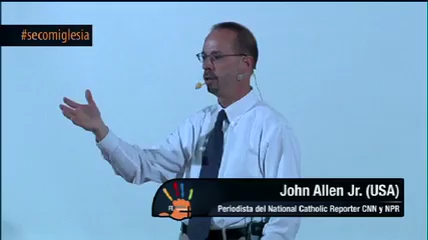 #secomiglesia
John Allen Jr. (USA)
Periodista del National Catholic Reporter CNN y NPR